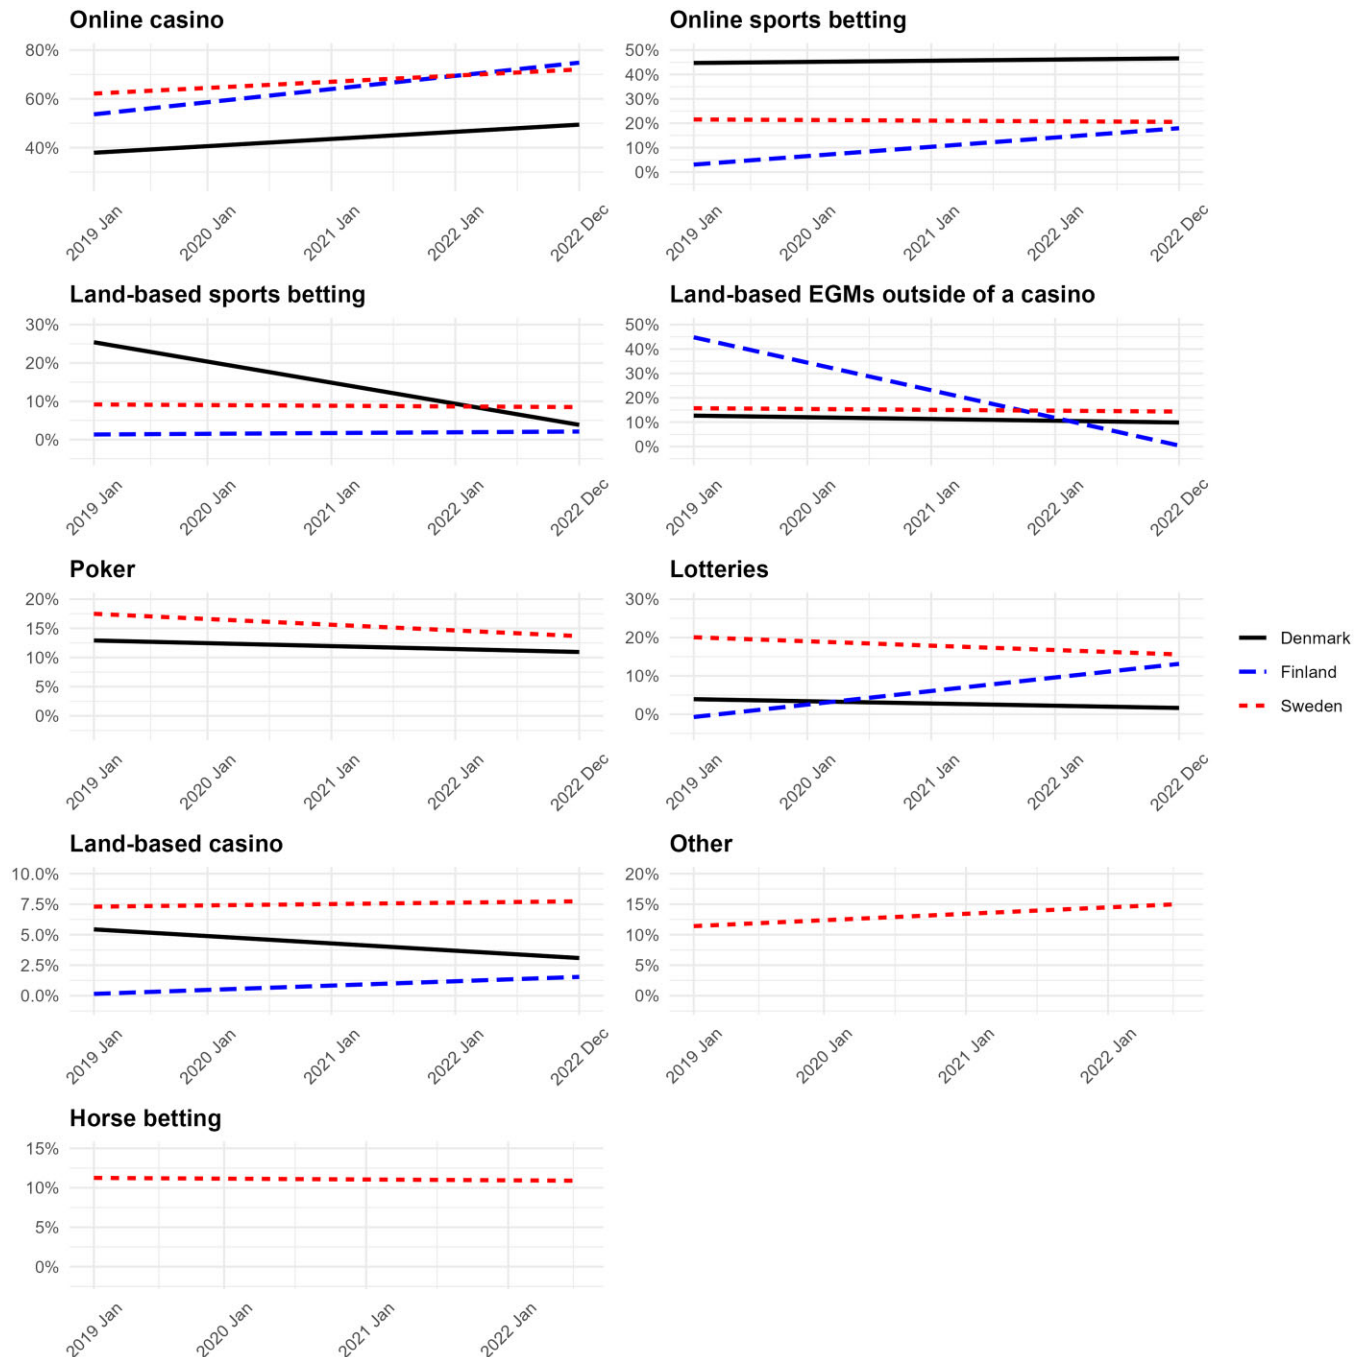 Online casino
80%
60%
40%
2019 Jan
2020 Jan
2021 Jan
2022 Jan
2022 Dec
Online sports betting
50%
40%
30%
20%
10%
0%
2019 Jan
2020 Jan
2021 Jan
2022 Jan
2022 Dec
Land-based sports betting
30%
20%
10%
0%
2019 Jan
2020 Jan
2021 Jan
2022 Jan
2022 Dec
Land-based EGMs outside of a casino
50%
40%
30%
20%
10%
0%
2019 Jan
2020 Jan
2021 Jan
2022 Jan
2022 Dec
Poker
20%
15%
10%
5%
0%
2019 Jan
2020 Jan
2021 Jan
2022 Jan
2022 Dec
Lotteries
30%
20%
10%
0%
2019 Jan
2020 Jan
2021 Jan
2022 Jan
2022 Dec
Denmark
Finland
Sweden
Land-based casino
10.0%
7.5%
5.0%
2.5%
0.0%
2019 Jan
2020 Jan
2021 Jan
2022 Jan
2022 Dec
Other
20%
15%
10%
5%
0%
2019 Jan
2020 Jan
2021 Jan
2022 Jan
Horse betting
15%
10%
5%
0%
2019 Jan
2020 Jan
2021 Jan
2022 Jan